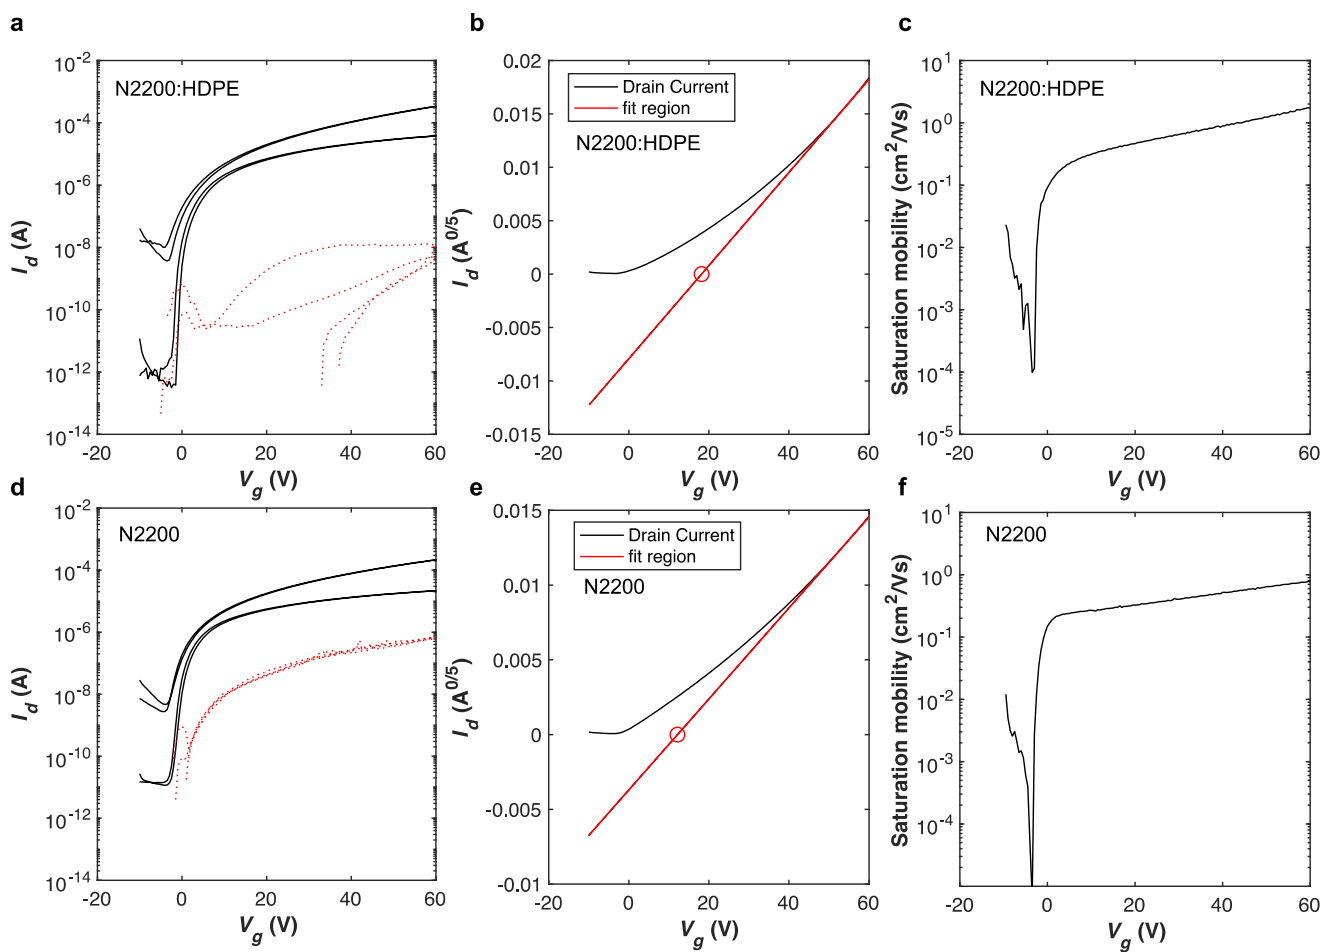 a
10^-2
10^-4
10^-6
10^-8
10^-10
10^-12
10^-14
I_d (A)
N2200:HDPE
-20 0 20 40 60
V_g (V)
b
0.02
0.015
0.01
0.005
0
-0.005
-0.01
-0.015
I_d (A^0/5)
Drain Current
fit region
N2200:HDPE
-20 0 20 40 60
V_g (V)
c
10^1
10^0
10^-1
10^-2
10^-3
10^-4
10^-5
Saturation mobility (cm^2/Vs)
N2200:HDPE
-20 0 20 40 60
V_g (V)
d
10^-2
10^-4
10^-6
10^-8
10^-10
10^-12
10^-14
I_d (A)
N2200
-20 0 20 40 60
V_g (V)
e
0.015
0.01
0.005
0
-0.005
-0.01
I_d (A^0/5)
Drain Current
fit region
N2200
-20 0 20 40 60
V_g (V)
f
10^1
10^0
10^-1
10^-2
10^-3
10^-4
Saturation mobility (cm^2/Vs)
N2200
-20 0 20 40 60
V_g (V)